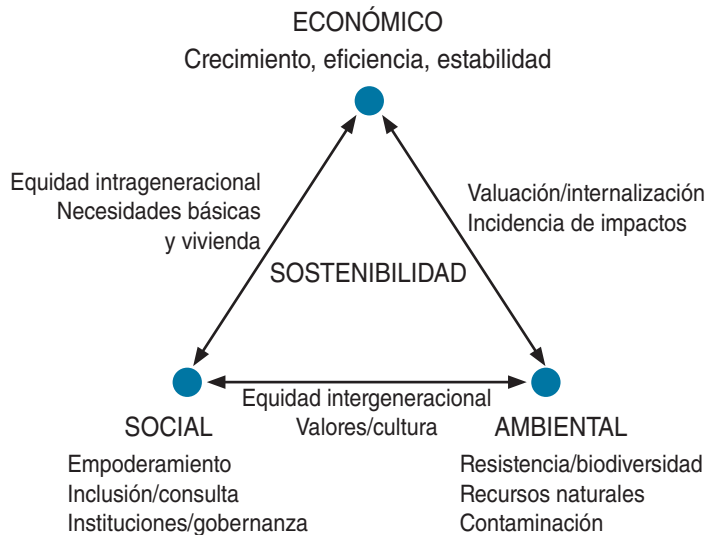 ECONÓMICO
Crecimiento, eficiencia, estabilidad
Equidad intrageneracional
Necesidades básicas
y vivienda
Valuación/internalización
Incidencia de impactos
SOSTENIBILIDAD
Equidad intergeneracional
Valores/cultura
SOCIAL
Empoderamiento
Inclusión/consulta
Instituciones/gobernanza
AMBIENTAL
Resistencia/biodiversidad
Recursos naturales
Contaminación